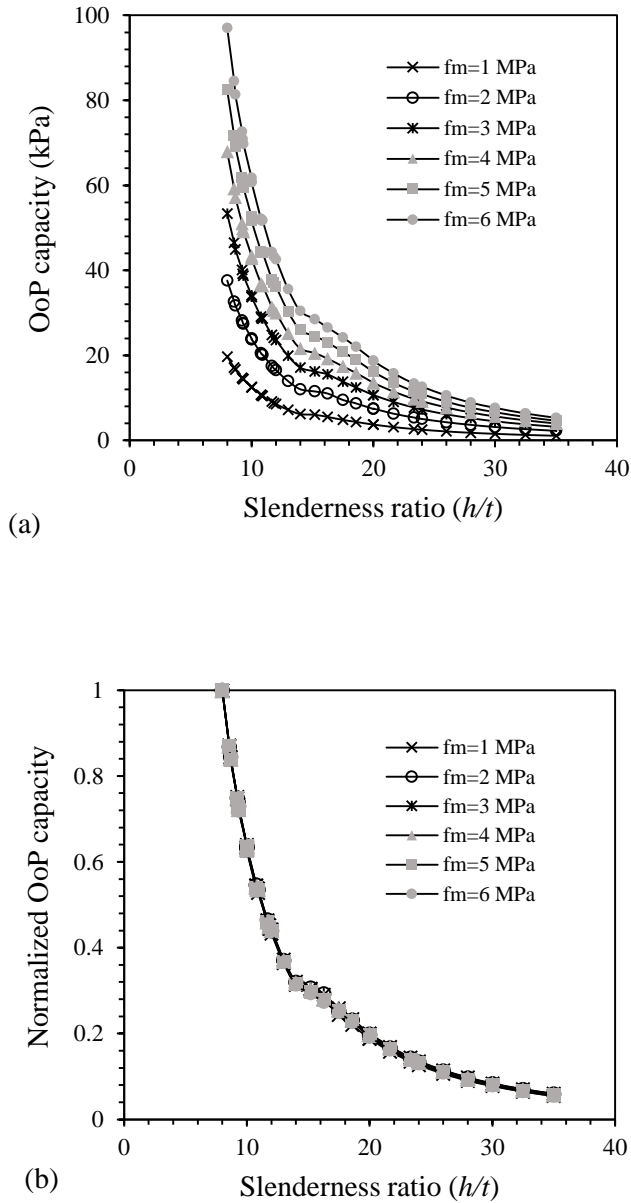 100
80
60
40
20
0
OoP capacity (kPa)
fm=1 MPa
fm=2 MPa
fm=3 MPa
fm=4 MPa
fm=5 MPa
fm=6 MPa
0 10 20 30 40
Slenderness ratio (h/t)
(a)
1
0.8
0.6
0.4
0.2
0
Normalized OoP capacity
fm=1 MPa
fm=2 MPa
fm=3 MPa
fm=4 MPa
fm=5 MPa
fm=6 MPa
0 10 20 30 40
Slenderness ratio (h/t)
(b)